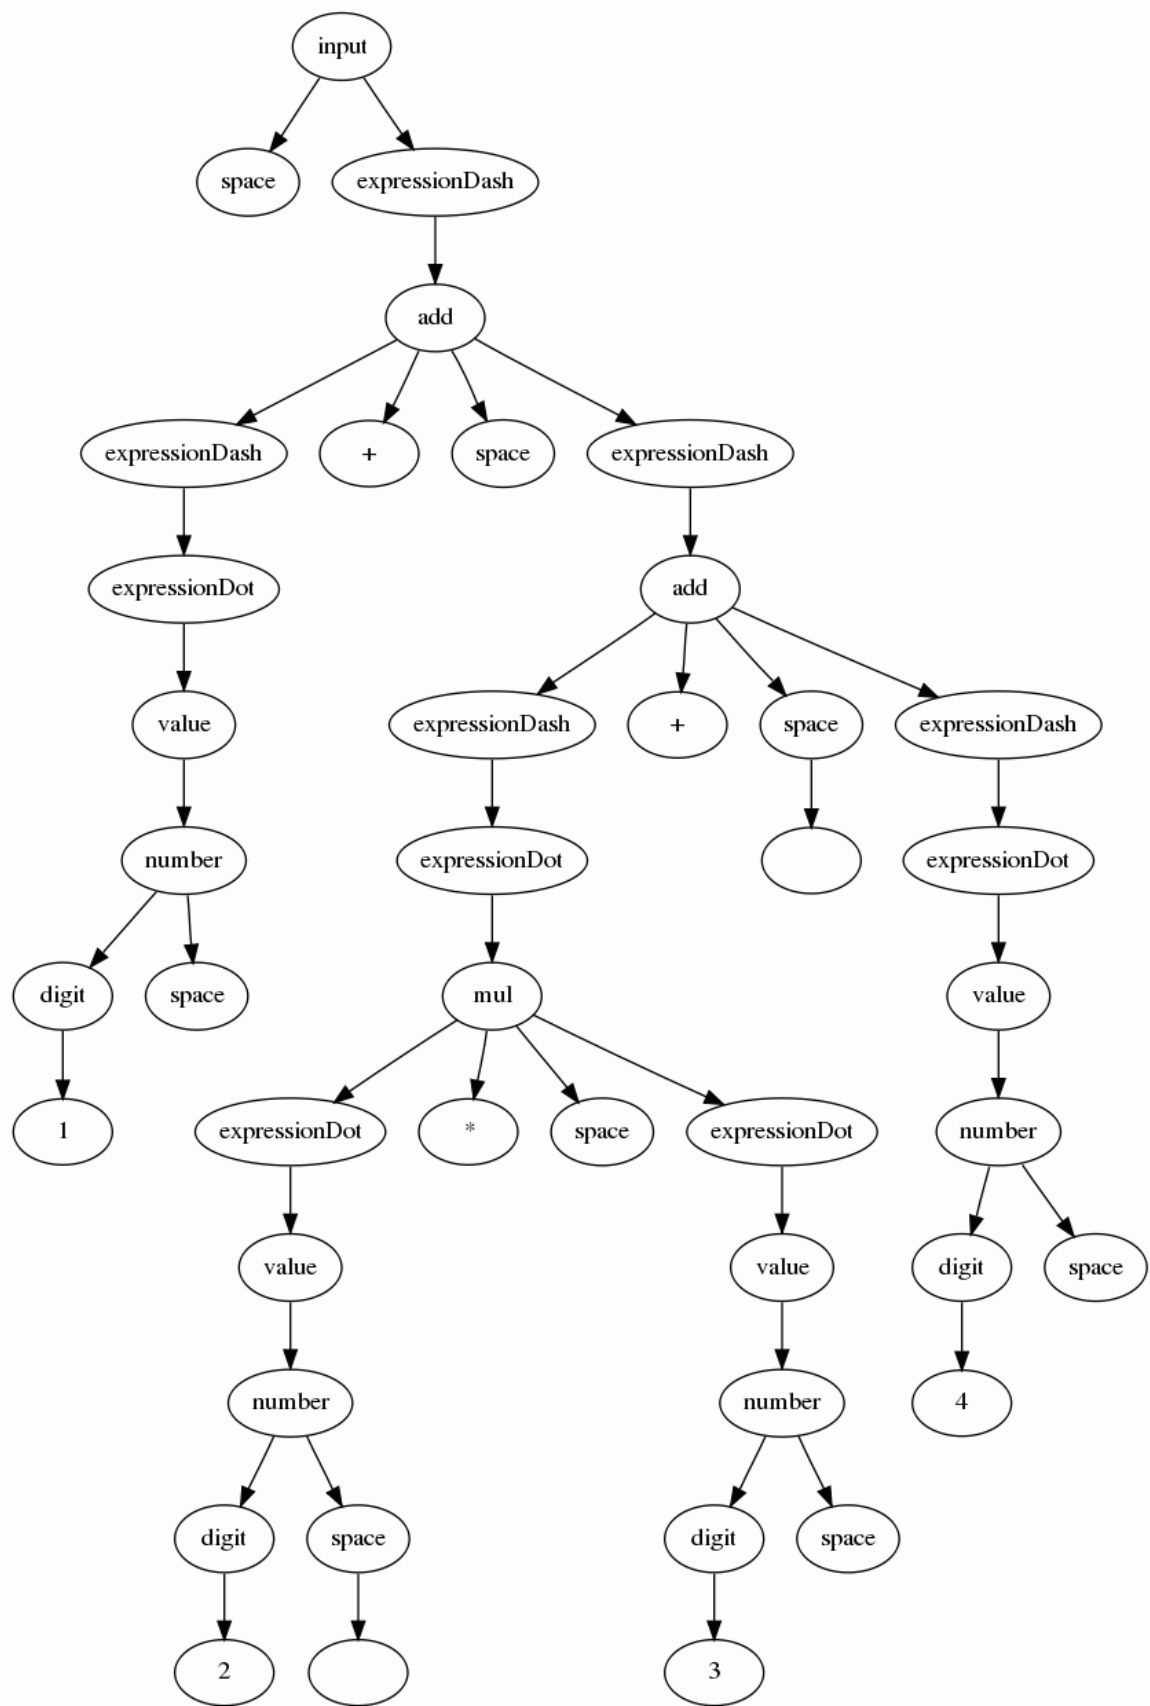 input
space expressionDash
add
expressionDash + space expressionDash
expressionDot add
value expressionDash + space expressionDash
number expressionDot expressionDot
digit space mul value
1 expressionDot * space expressionDot number
value value digit space
number number 4
digit space digit space
2 3